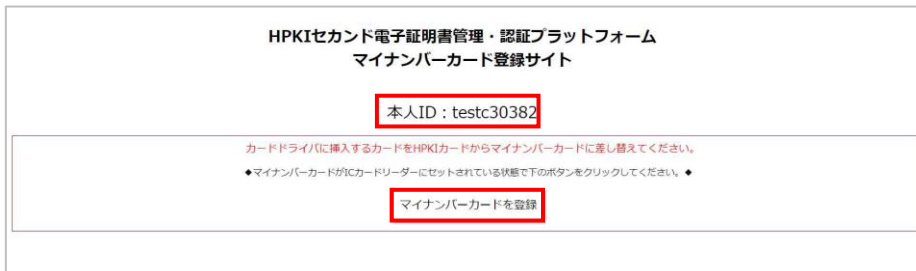 HPKIセカンド電子証明書管理・認証プラットフォーム
マイナンバーカード登録サイト
本人ID：testc30382
カードドライバに挿入するカードをHPKIカードからマイナンバーカードに差し替えてください。
◆マイナンバーカードがICカードリーダーにセットされている状態で下のボタンをクリックしてください。◆
マイナンバーカードを登録